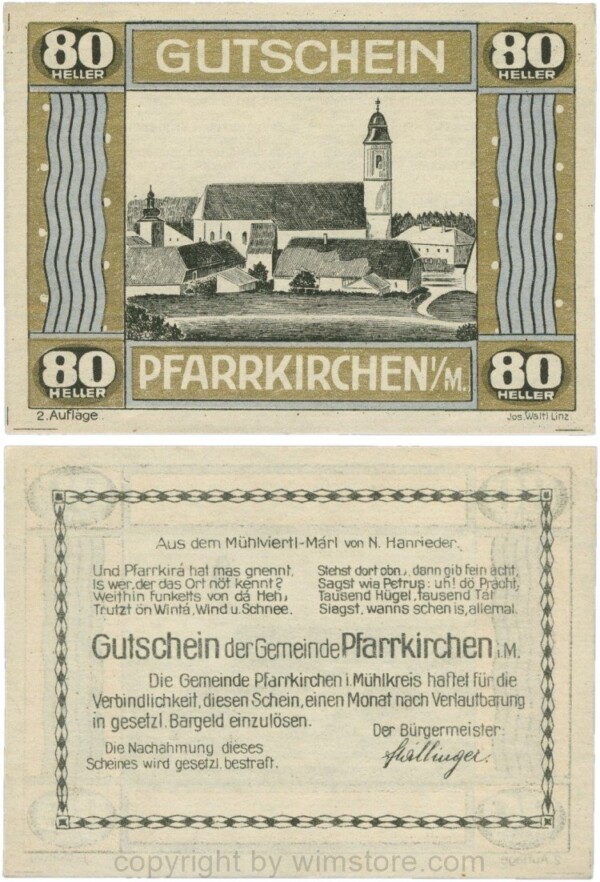 80 HELLER GUTSCHEIN 80 HELLER
80 HELLER PFARRKIRCHEN I/M. 80 HELLER
2. Auflage.
Jos. Waltl Linz.
Aus dem Mühlviertl-Märl von N. Hanrieder.
Und Pfarrkirá hat mas gnennt,
Is wer, der das Ort nöt kennt?
Weithin funkelts von dá Heh,
Trutzt ön Wintá, Wind u. Schnee.
Stehst dort obn, dann gib fein acht,
Sagst wia Petrus: uh! dö Pracht,
Tausend Hügel, tausend Tal
Siagst, wanns schen is, allemal.
Gutschein der Gemeinde Pfarrkirchen i.M.
Die Gemeinde Pfarrkirchen i. Mühlkreis haftet für die
Verbindlichkeit, diesen Schein, einen Monat nach Verlautbarung
in gesetzl. Bargeld einzulösen.
Der Bürgermeister:
Die Nachahmung dieses
Scheines wird gesetzl. bestraft.
copyright by wimstore.com